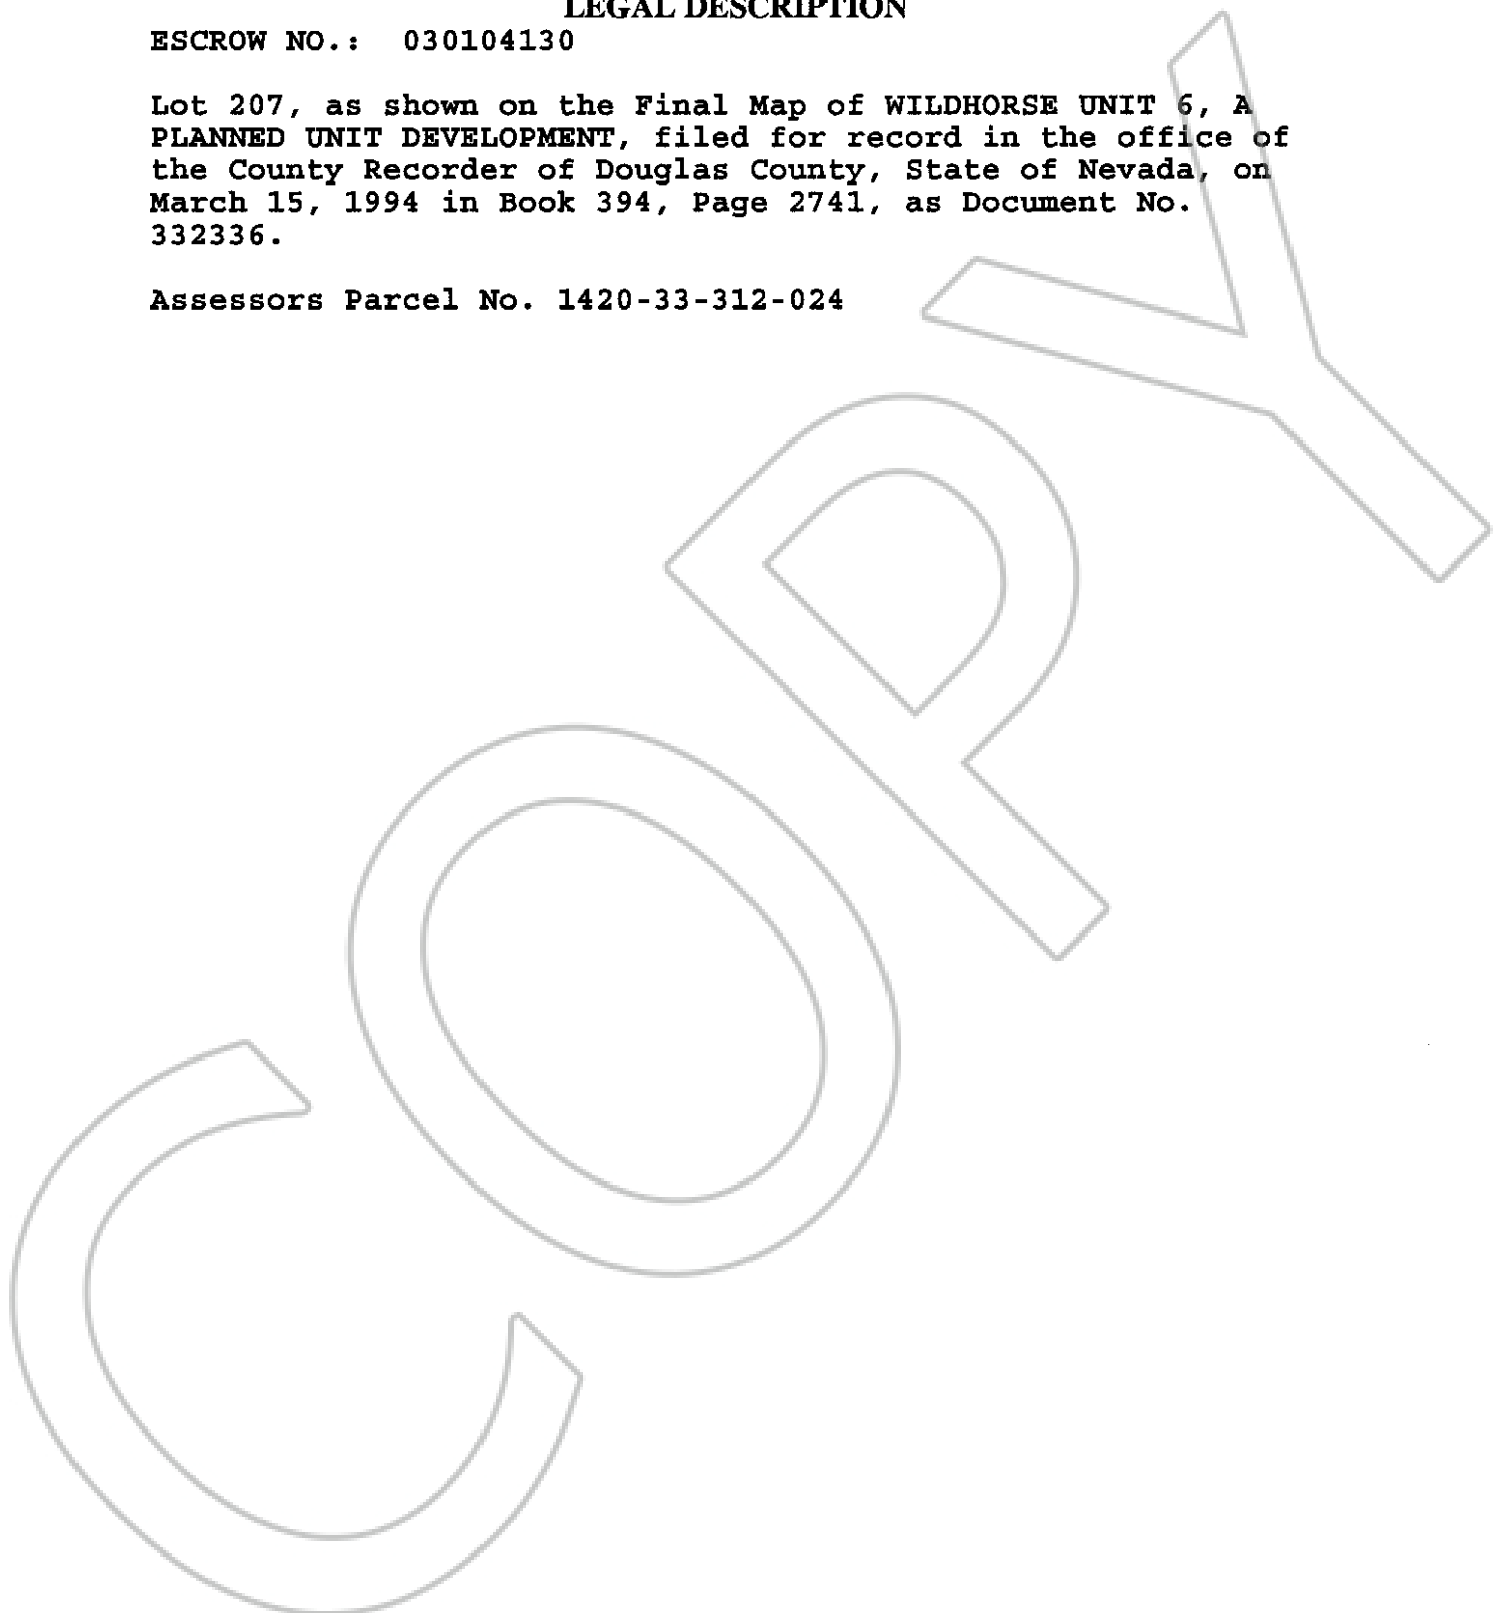 LEGAL DESCRIPTION
ESCROW NO.: 030104130
Lot 207, as shown on the Final Map of WILDHORSE UNIT 6, A
PLANNED UNIT DEVELOPMENT, filed for record in the office of
the County Recorder of Douglas County, State of Nevada, on
March 15, 1994 in Book 394, Page 2741, as Document No.
332336.
Assessors Parcel No. 1420-33-312-024
COPY